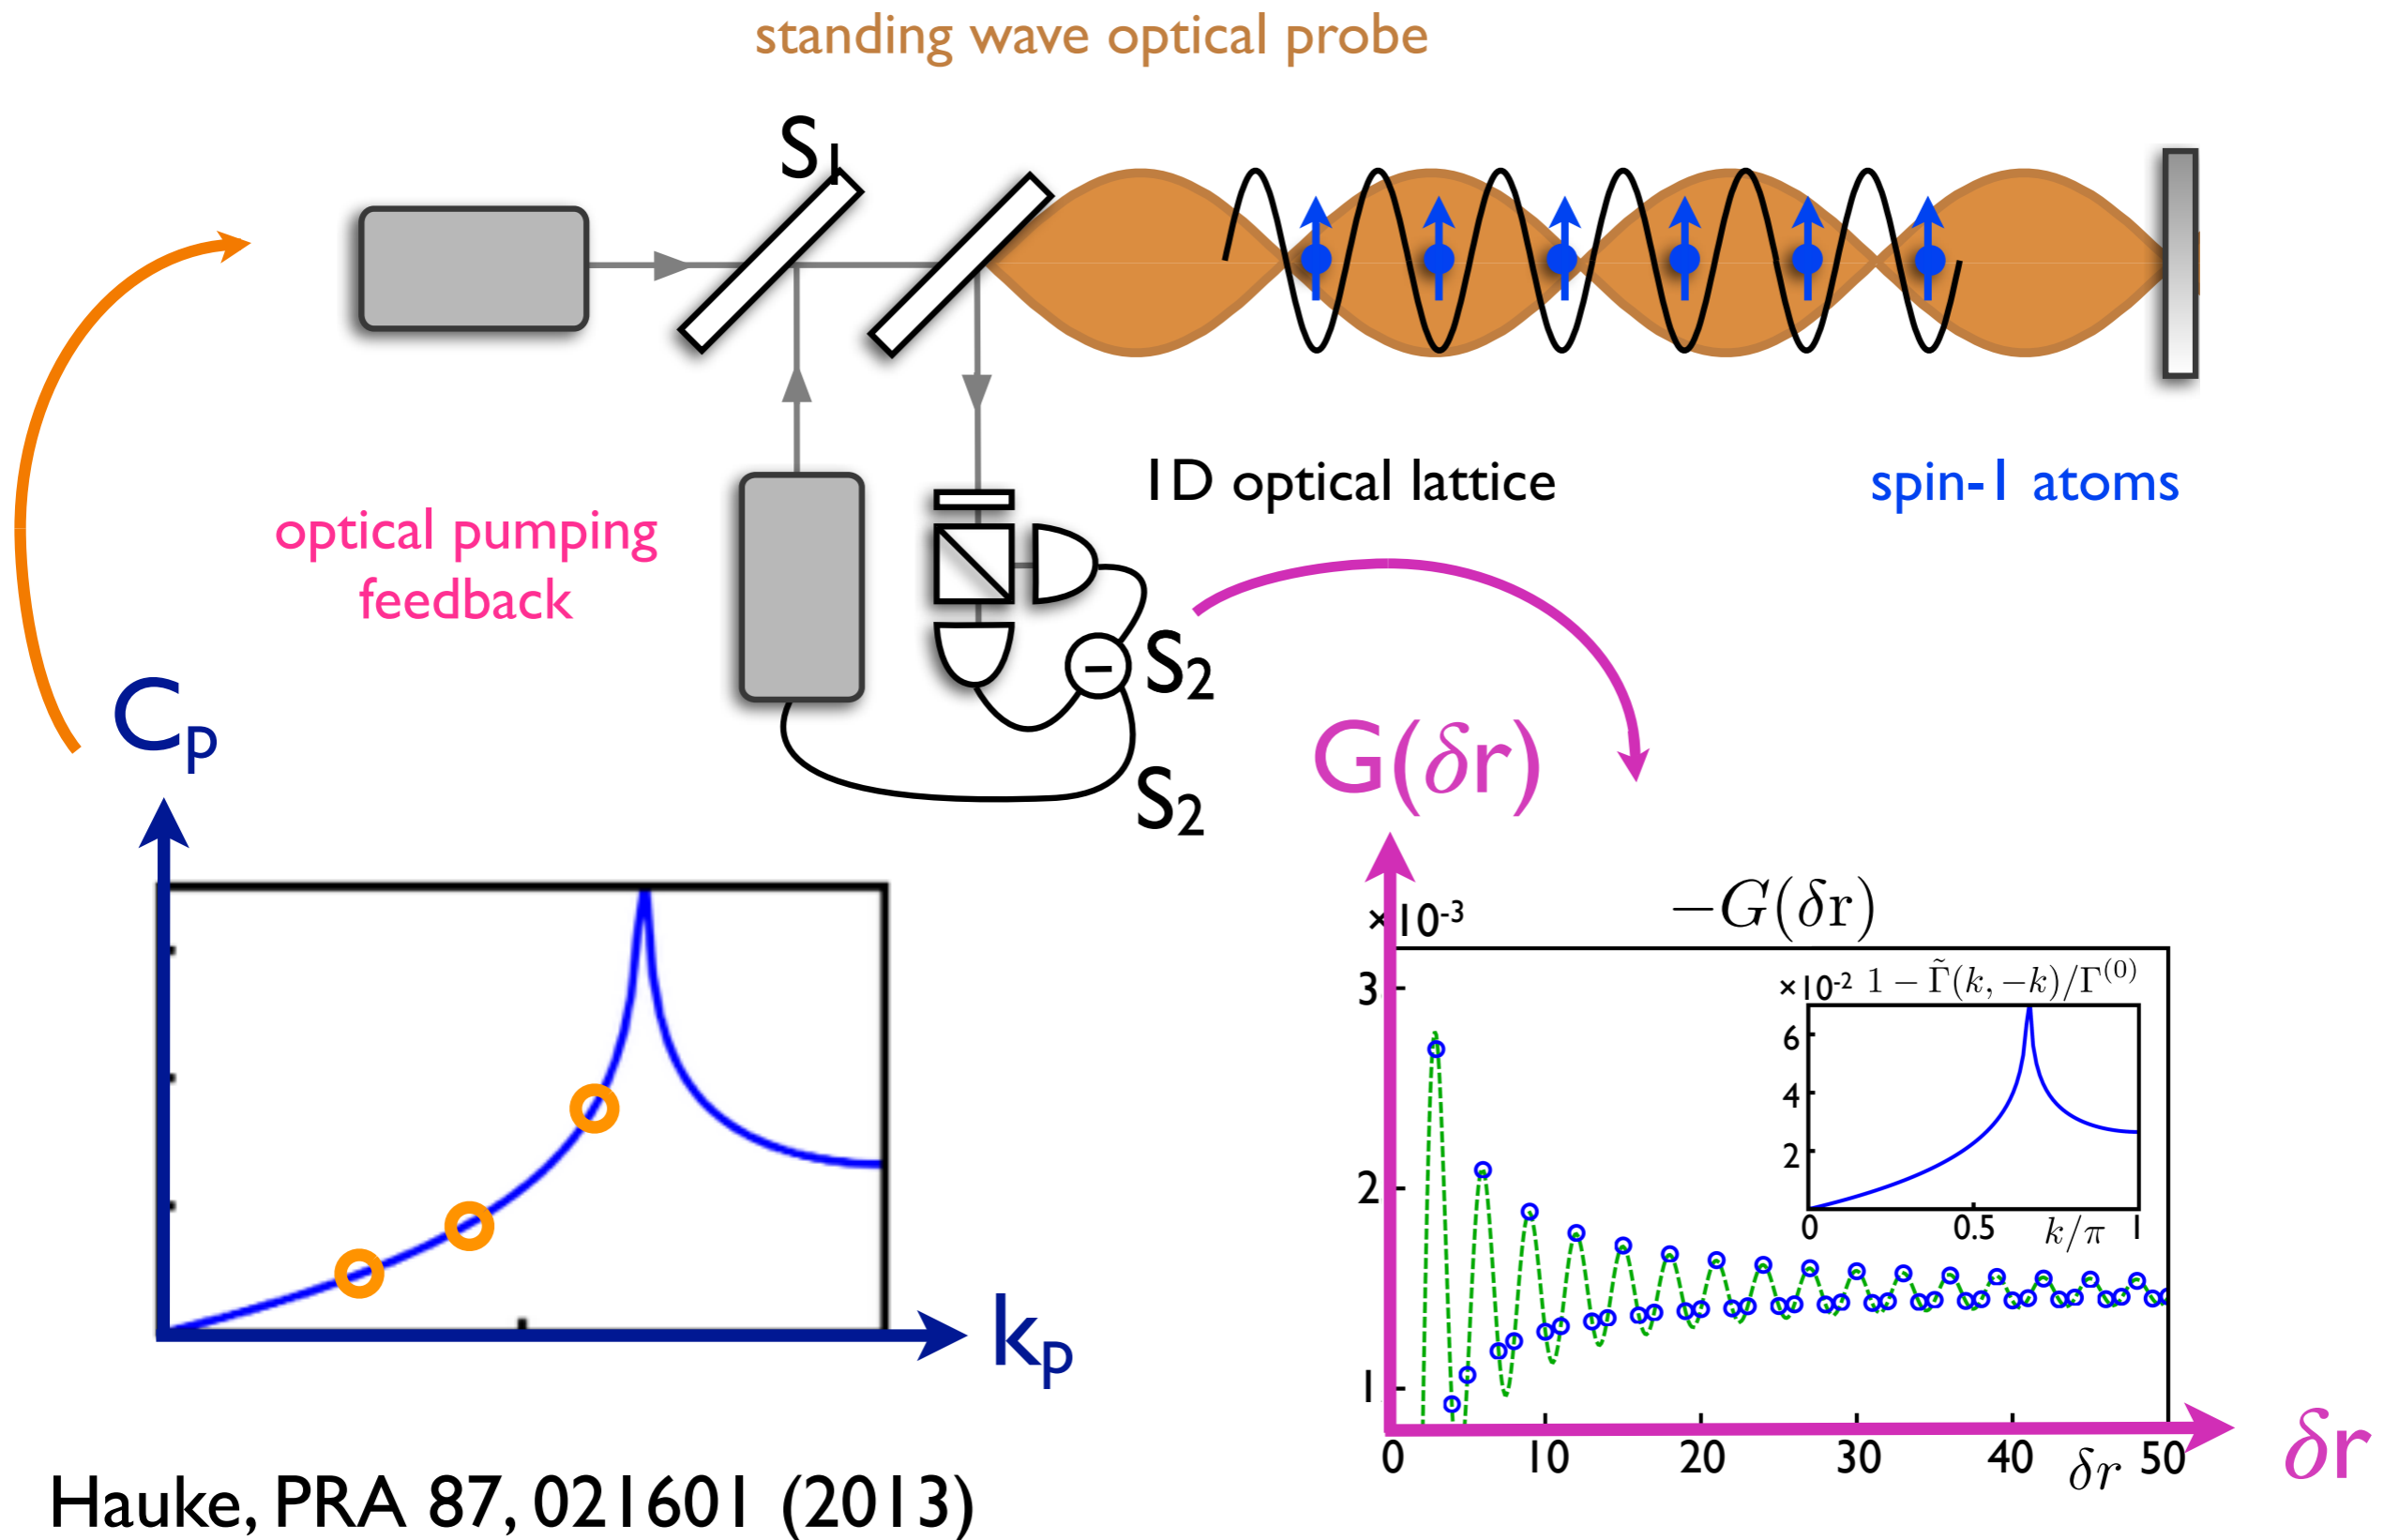 standing wave optical probe
S1
1D optical lattice
spin-1 atoms
optical pumping
feedback
-
S2
S2
Cp
kp
G(δr)
×10-3
−G(δr)
3
2
1
×10-2 1 − Γ̃(k, −k)/Γ(0)
6
4
2
0 0.5 k/π 1
0 10 20 30 40 δr 50
δr
Hauke, PRA 87, 021601 (2013)